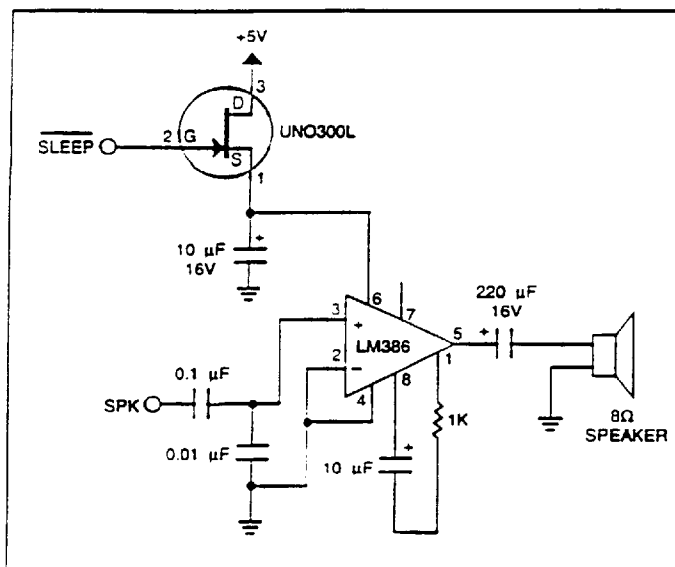 +5V
3
D
2 G
UNO300L
SLEEP
S
1
+
10 µF
16V
6
7
220 µF
16V
3
+
+
5
LM386
2
−
1
0.1 µF
4
8
SPK
1K
8Ω
SPEAKER
+
0.01 µF
10 µF